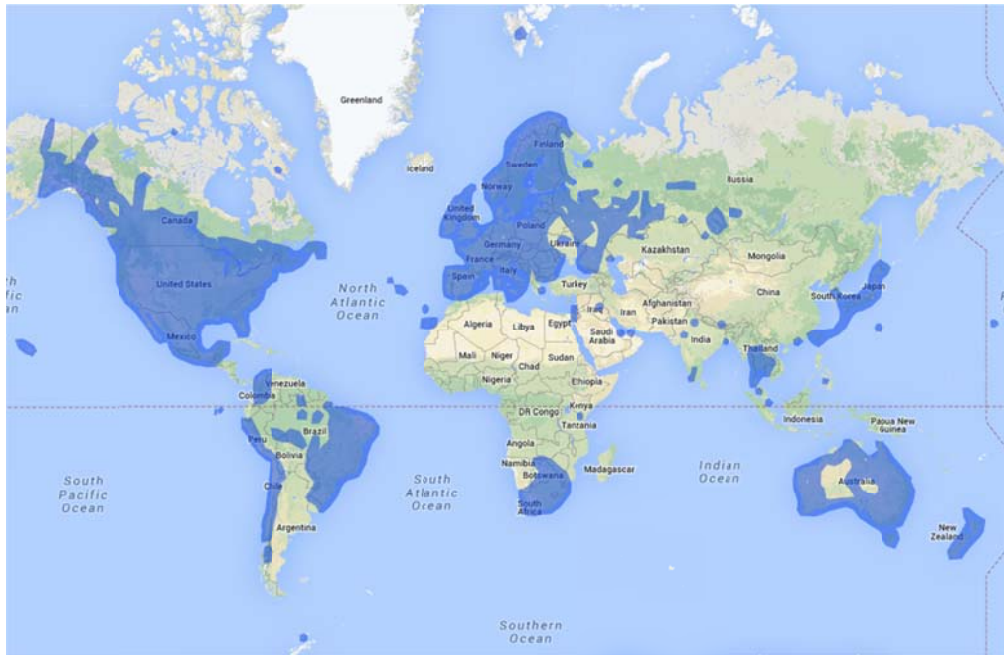 Greenland
Iceland
Finland
Sweden
Norway
Russia
United
Kingdom
Poland
Germany
Ukraine
France
Kazakhstan
Mongolia
Italy
Spain
Canada
United States
North
Atlantic
Ocean
Turkey
Afghanistan
China
South Korea
Japan
Iraq
Iran
Pakistan
Algeria
Libya
Egypt
Saudi
Arabia
India
Mexico
Mali
Niger
Chad
Sudan
Thailand
Nigeria
Ethiopia
Venezuela
Colombia
Kenya
DR Congo
Tanzania
Indonesia
Papua New
Guinea
Brazil
Peru
Bolivia
Angola
Namibia
Botswana
Madagascar
Indian
Ocean
South
Pacific
Ocean
Chile
South
Atlantic
Ocean
Australia
South
Africa
Argentina
New
Zealand
Southern
Ocean